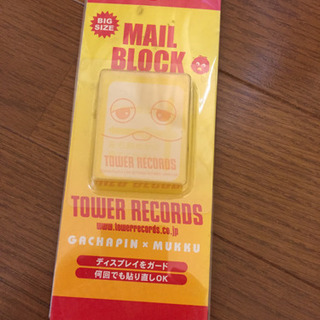 BIG
SIZE
MAIL
BLOCK
TOWER RECORDS
TOWER RECORDS
www.towerrecords.co.jp
GACHAPIN × MUKKU
ディスプレイをガード
何回でも貼り直しOK